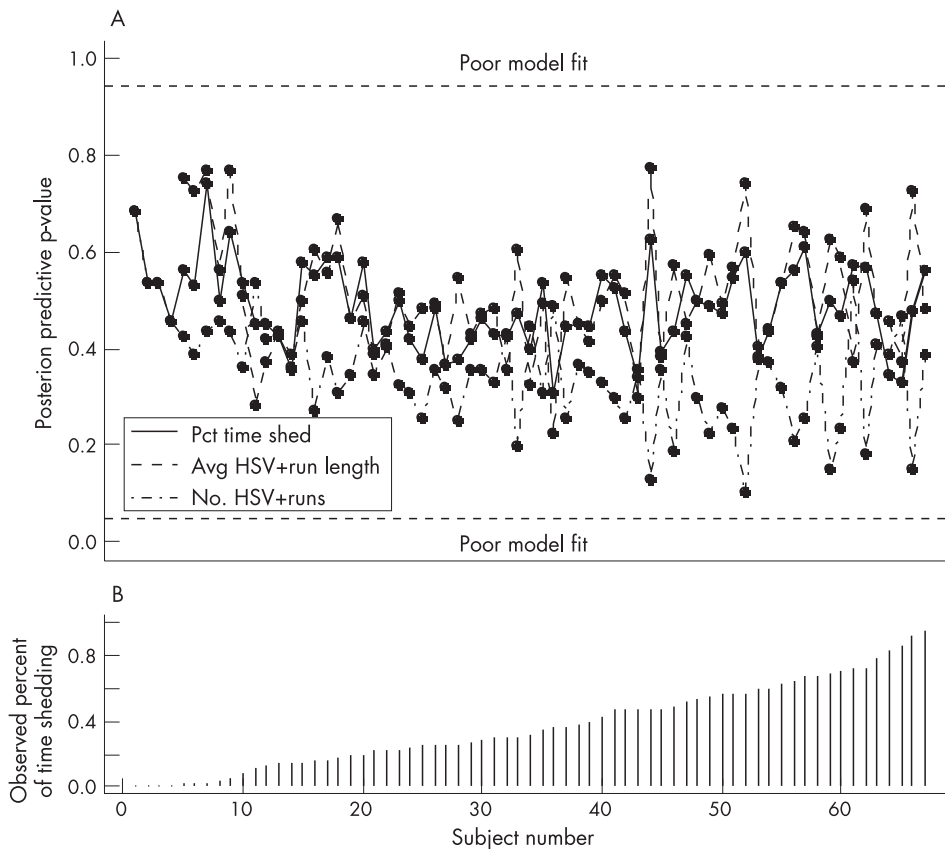 A
1.0
Poor model fit
0.8
0.6
Posterion predictive p-value
0.4
Pct time shed
0.2
Avg HSV+run length
No. HSV+runs
0.0
Poor model fit
B
Observed percent
of time shedding
0.8
0.4
0.0
0
10
20
30
40
50
60
Subject number